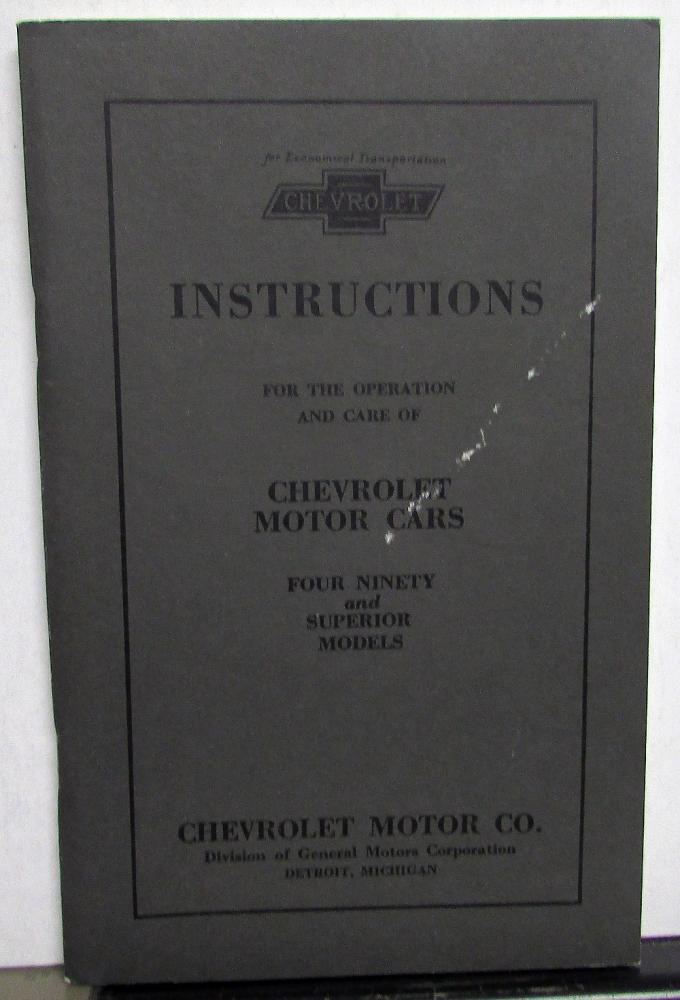 for Economical Transportation
CHEVROLET
INSTRUCTIONS
FOR THE OPERATION
AND CARE OF
CHEVROLET
MOTOR CARS
FOUR NINETY
and
SUPERIOR
MODELS
CHEVROLET MOTOR CO.
Division of General Motors Corporation
DETROIT, MICHIGAN